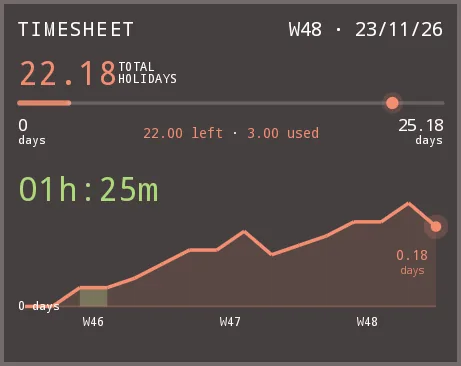 TIMESHEET
W48 · 23/11/26
22.18 TOTAL
HOLIDAYS
0
days
22.00 left · 3.00 used
25.18
days
01h:25m
0.18
days
0 days
W46
W47
W48